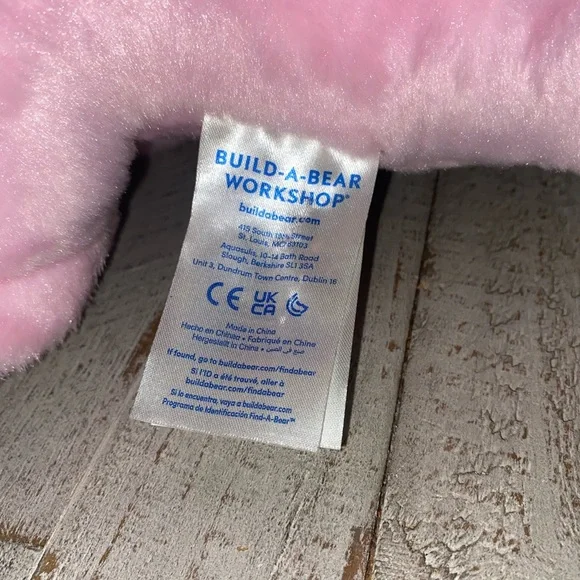 BUILD-A-BEAR
WORKSHOP®
buildabear.com
415 South 18th Street
St. Louis, MO 63103
Aquasulis, 10-14 Bath Road
Slough, Berkshire SL1 3SA
Unit 3, Dundrum Town Centre, Dublin 16
CE UK CA
Made in China
Hecho en China • Fabriqué en Chine
Hergestellt in China • صنع في الصين
If found, go to buildabear.com/findabear
Si l'ID a été trouvé, aller à
buildabear.com/findabear
Si lo encuentra, vaya a buildabear.com
Programa de Identificación Find-A-Bear™